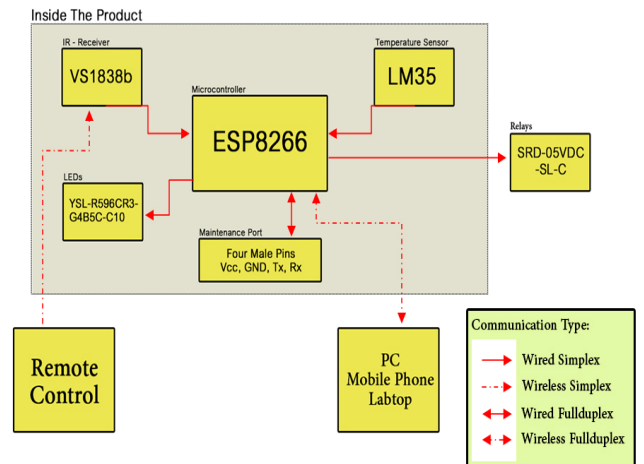 Inside The Product
IR - Receiver
VS1838b
Temperature Sensor
LM35
Microcontroller
ESP8266
Relays
SRD-05VDC
-SL-C
LEDs
YSL-R596CR3-
G4B5C-C10
Maintenance Port
Four Male Pins
Vcc, GND, Tx, Rx
Remote
Control
PC
Mobile Phone
Labtop
Communication Type:
Wired Simplex
Wireless Simplex
Wired Fullduplex
Wireless Fullduplex